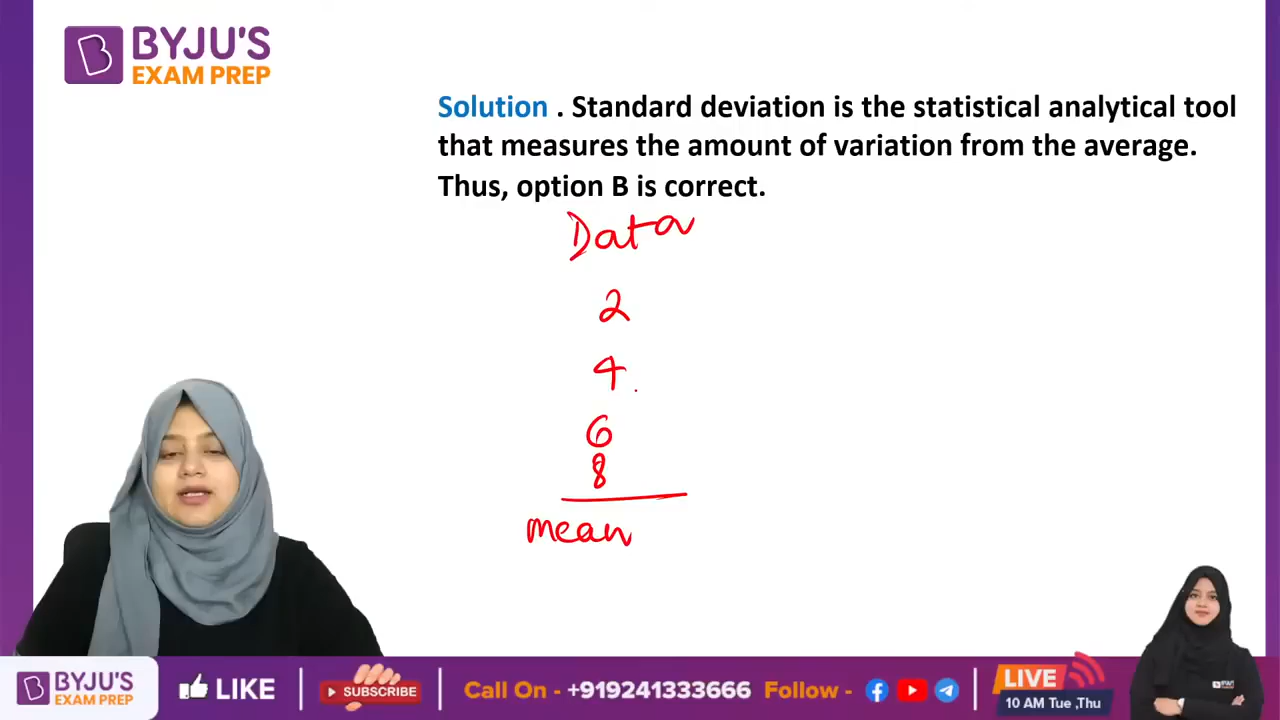 BYJU'S
EXAM PREP
Solution . Standard deviation is the statistical analytical tool
that measures the amount of variation from the average.
Thus, option B is correct.
Data
2
4
6
8
mean
BYJU'S
EXAM PREP
LIKE
SUBSCRIBE
Call On - +919241333666 Follow -
LIVE
10 AM Tue ,Thu